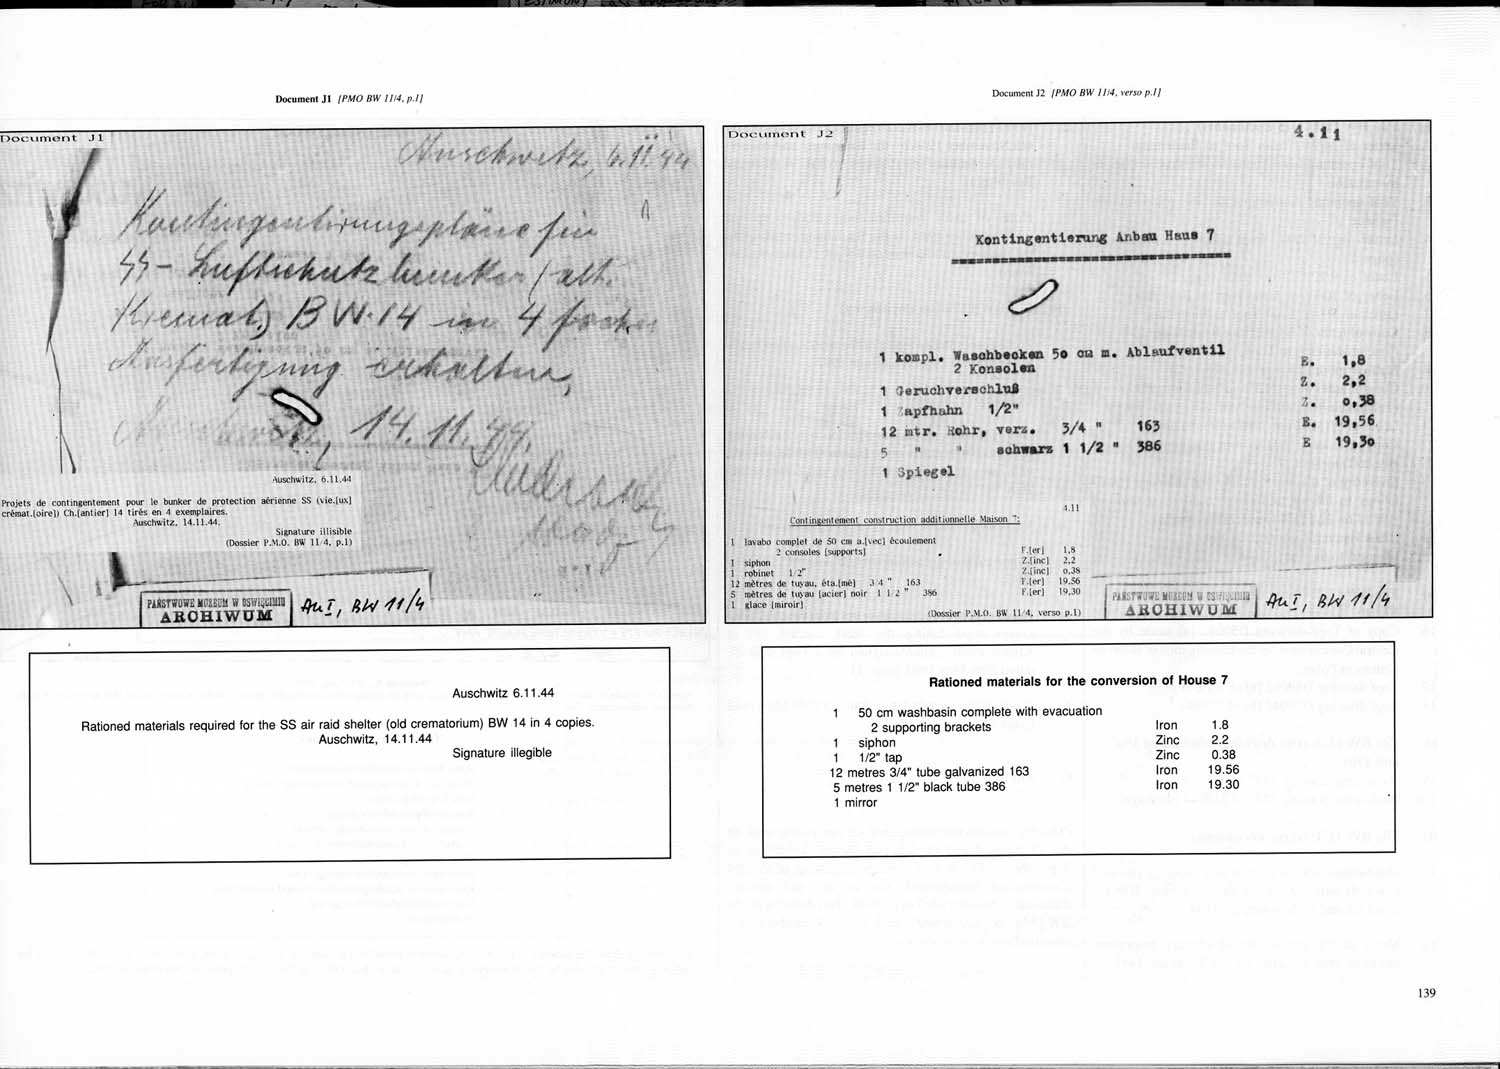 Document J1 [PMO BW 11/4, p.1]
Document J1
Auschwitz, 6.11.44
Kontingentierungspläne für
SS-Luftschutzbunker (alt.
Kremat.) BW.14 in 4 facher
Ausfertigung erhalten,
Auschwitz, 14.11.44.
Auschwitz, 6.11.44
Projets de contingentement pour le bunker de protection aérienne SS (vie.[ux]
crémat.[oire]) Ch.[antier] 14 tirés en 4 exemplaires.
Auschwitz, 14.11.44.
Signature illisible
(Dossier P.M.O. BW 11/4, p.1)
PAŃSTWOWE MUZEUM W OŚWIĘCIMIU
ARCHIWUM
Au I, BW 11/4
Auschwitz 6.11.44
Rationed materials required for the SS air raid shelter (old crematorium) BW 14 in 4 copies.
Auschwitz, 14.11.44
Signature illegible
Document J2 [PMO BW 11/4, verso p.1]
Document J2
4.11
Kontingentierung Anbau Haus 7
1 kompl. Waschbecken 50 cm m. Ablaufventil
2 Konsolen E. 1,8
1 Geruchverschluß Z. 2,2
1 Zapfhahn 1/2" Z. 0,38
12 mtr. Rohr, verz. 3/4 " 163 E. 19,56
5 " " schwarz 1 1/2 " 386 E 19,30
1 Spiegel
4.11
Contingentement construction additionnelle Maison 7:
1 lavabo complet de 50 cm a.[vec] écoulement
2 consoles [supports] F.[er] 1,8
1 siphon Z.[inc] 2,2
1 robinet 1/2" Z.[inc] 0,38
12 mètres de tuyau, éta.[mé] 3/4 " 163 F.[er] 19,56
5 mètres de tuyau [acier] noir 1 1/2 " 386 F.[er] 19,30
1 glace [miroir]
(Dossier P.M.O. BW 11/4, verso p.1)
PAŃSTWOWE MUZEUM W OŚWIĘCIMIU
ARCHIWUM
Au I, BW 11/4
Rationed materials for the conversion of House 7
1 50 cm washbasin complete with evacuation
2 supporting brackets Iron 1.8
1 siphon Zinc 2.2
1 1/2" tap Zinc 0.38
12 metres 3/4" tube galvanized 163 Iron 19.56
5 metres 1 1/2" black tube 386 Iron 19.30
1 mirror
139